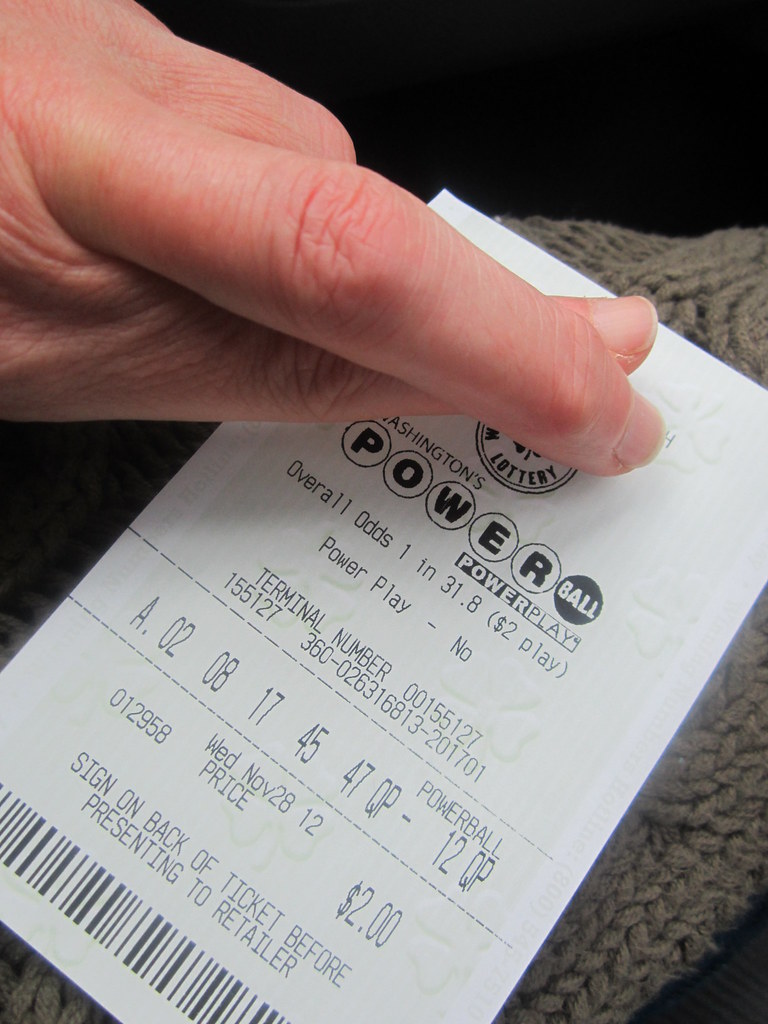 WASHINGTON'S
LOTTERY
POWERBALL
POWERPLAY
Overall Odds 1 in 31.8 ($2 play)
Power Play - No
TERMINAL NUMBER 00155127
155127 360-026316813-201701
POWERBALL
A. 02 08 17 45 47 QP - 12 QP
012958 Wed Nov28 12
PRICE $2.00
SIGN ON BACK OF TICKET BEFORE
PRESENTING TO RETAILER